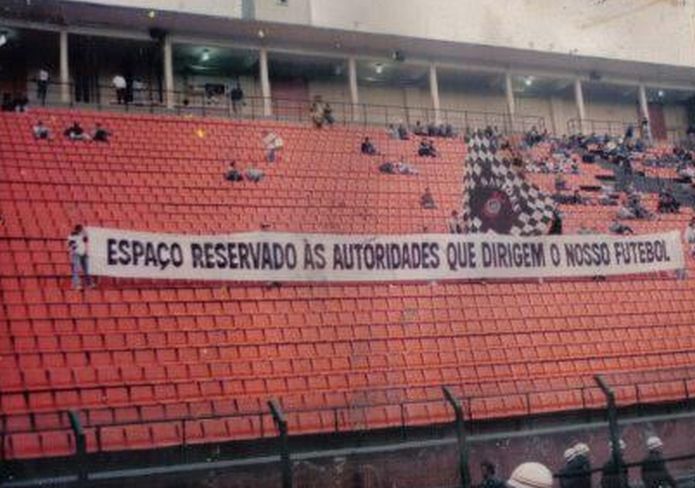 ESPAÇO RESERVADO ÀS AUTORIDADES QUE DIRIGEM O NOSSO FUTEBOL